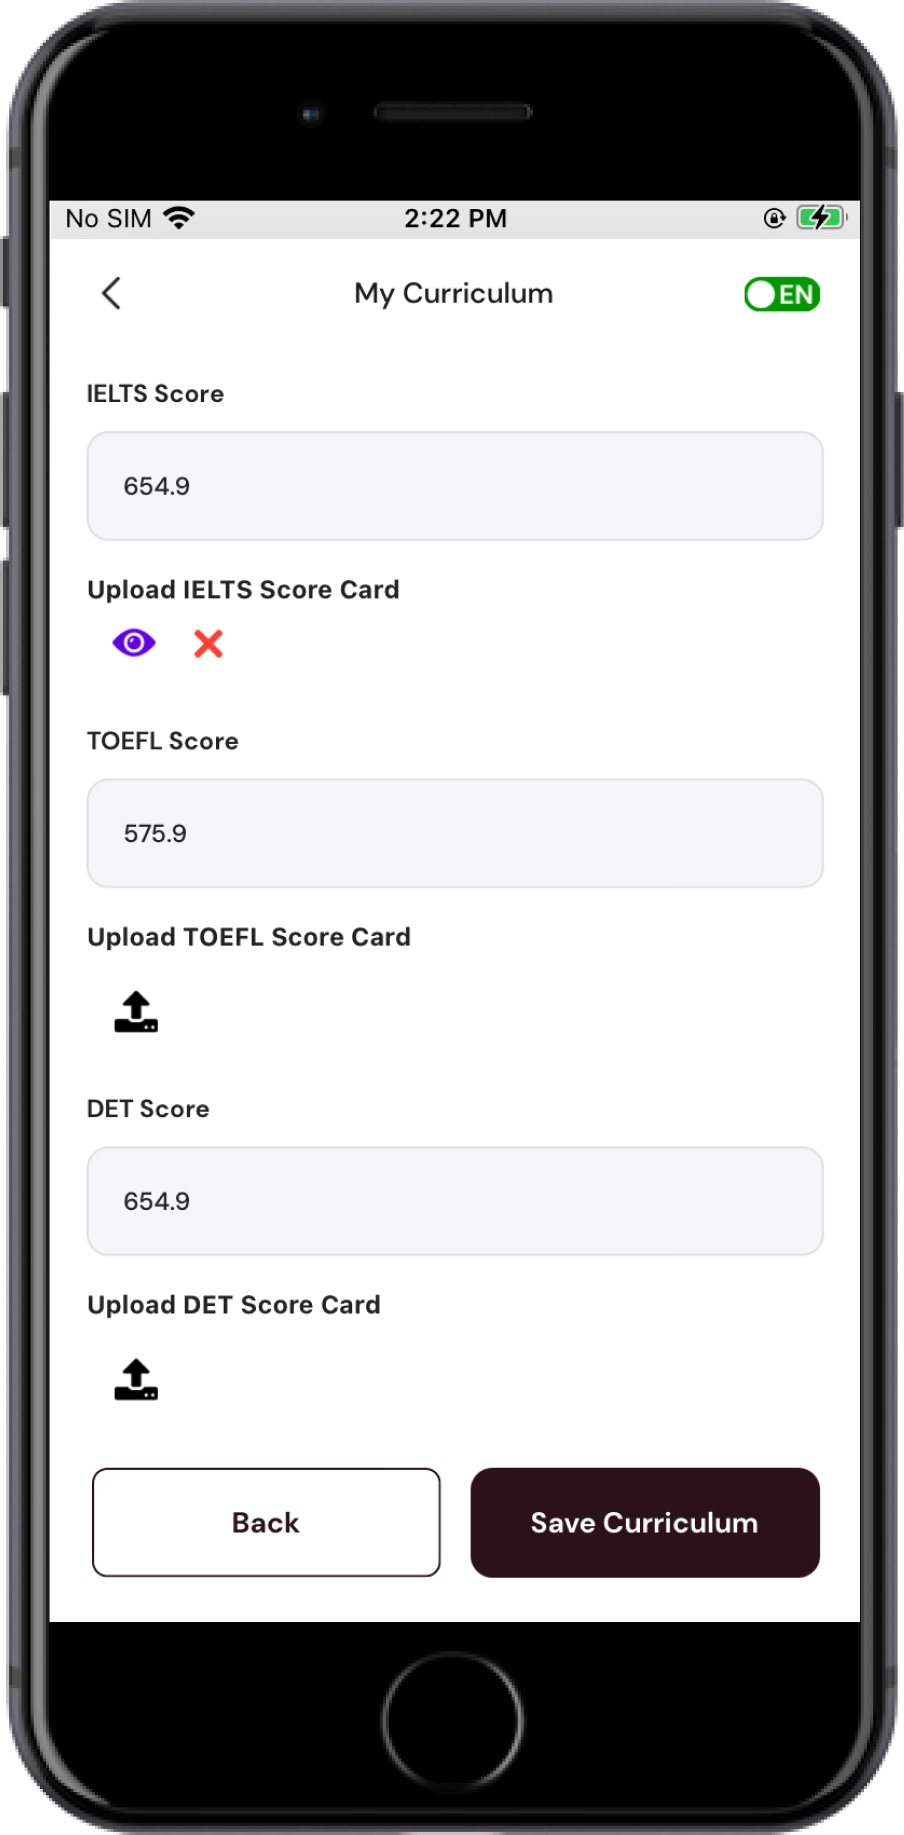 No SIM 2:22 PM
My Curriculum EN
IELTS Score
654.9
Upload IELTS Score Card
TOEFL Score
575.9
Upload TOEFL Score Card
DET Score
654.9
Upload DET Score Card
Back Save Curriculum